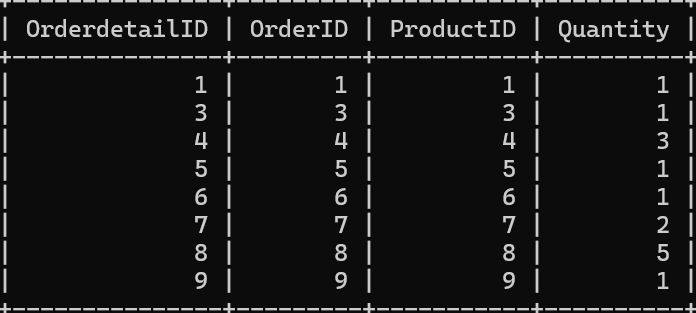 | OrderdetailID | OrderID | ProductID | Quantity |
| 1 | 1 | 1 | 1 |
| 3 | 3 | 3 | 1 |
| 4 | 4 | 4 | 3 |
| 5 | 5 | 5 | 1 |
| 6 | 6 | 6 | 1 |
| 7 | 7 | 7 | 2 |
| 8 | 8 | 8 | 5 |
| 9 | 9 | 9 | 1 |